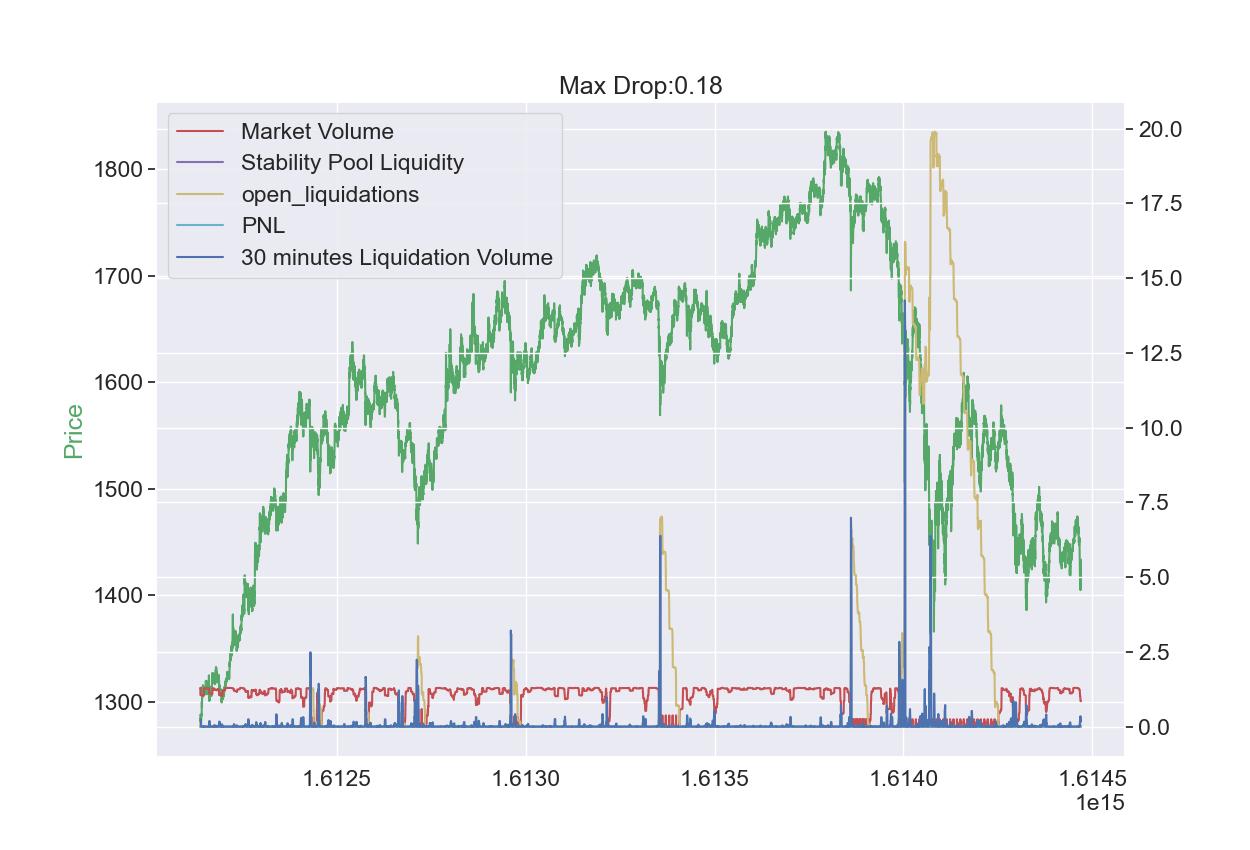 Max Drop:0.18
Market Volume
Stability Pool Liquidity
open_liquidations
PNL
30 minutes Liquidation Volume
Price
1800
1700
1600
1500
1400
1300
20.0
17.5
15.0
12.5
10.0
7.5
5.0
2.5
0.0
1.6125
1.6130
1.6135
1.6140
1.6145
1e15